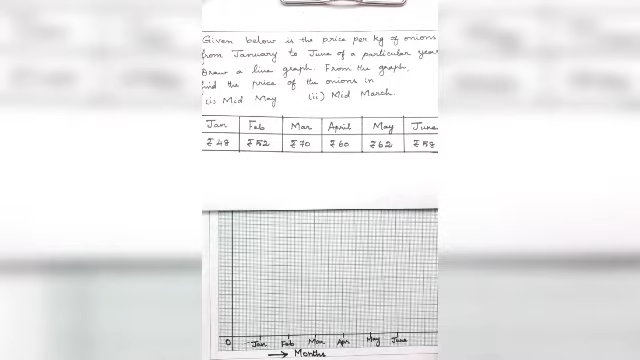 Given below is the price per kg of onions
from January to June of a particular year
Draw a line graph. From the graph,
find the price of the onions in
(i) Mid May (ii) Mid March.
Jan Feb Mar April May June
₹48 ₹52 ₹70 ₹60 ₹62 ₹58
0 Jan Feb Mar Apr May June
Months